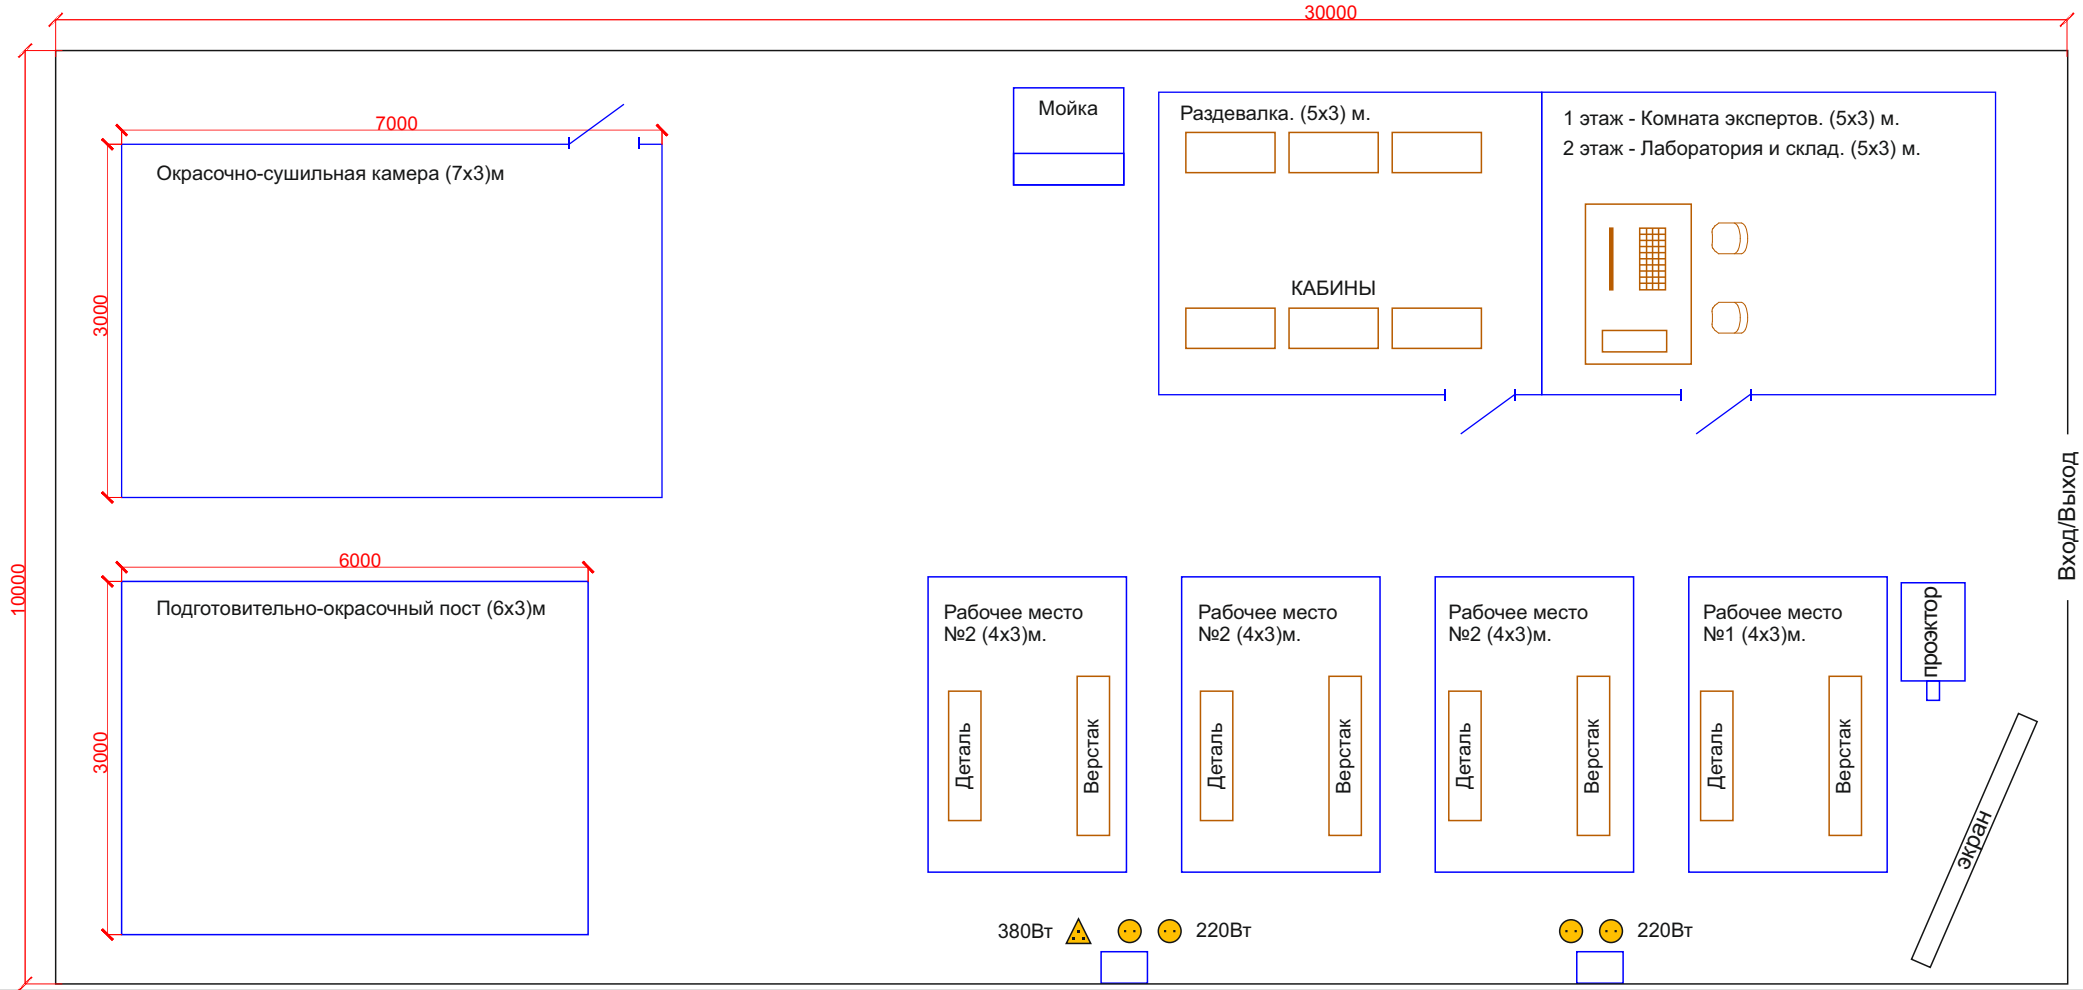 30000
10000
7000
3000
Окрасочно-сушильная камера (7х3)м
Мойка
Раздевалка. (5х3) м.
КАБИНЫ
1 этаж - Комната экспертов. (5х3) м.
2 этаж - Лаборатория и склад. (5х3) м.
Вход/Выход
6000
3000
Подготовительно-окрасочный пост (6х3)м
Рабочее место
№2 (4х3)м.
Деталь
Верстак
Рабочее место
№2 (4х3)м.
Деталь
Верстак
Рабочее место
№2 (4х3)м.
Деталь
Верстак
Рабочее место
№1 (4х3)м.
Деталь
Верстак
проэктор
экран
380Вт
220Вт
220Вт